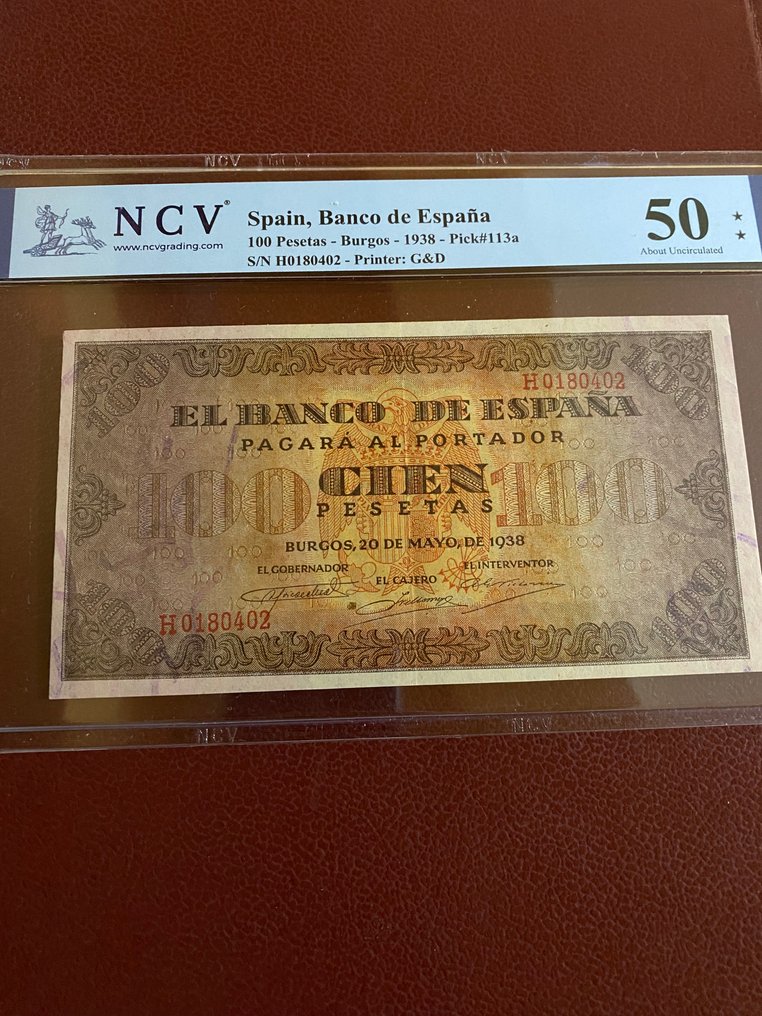 NCV NCV
NCV®
www.ncvgrading.com
Spain, Banco de España
100 Pesetas - Burgos - 1938 - Pick#113a
S/N H0180402 - Printer: G&D
50
About Uncirculated
100 100
H0180402
EL BANCO DE ESPAÑA
PAGARÁ AL PORTADOR
100 CIEN 100
PESETAS
BURGOS, 20 DE MAYO, DE 1938
EL GOBERNADOR EL CAJERO EL INTERVENTOR
H0180402
100 100
NCV NCV